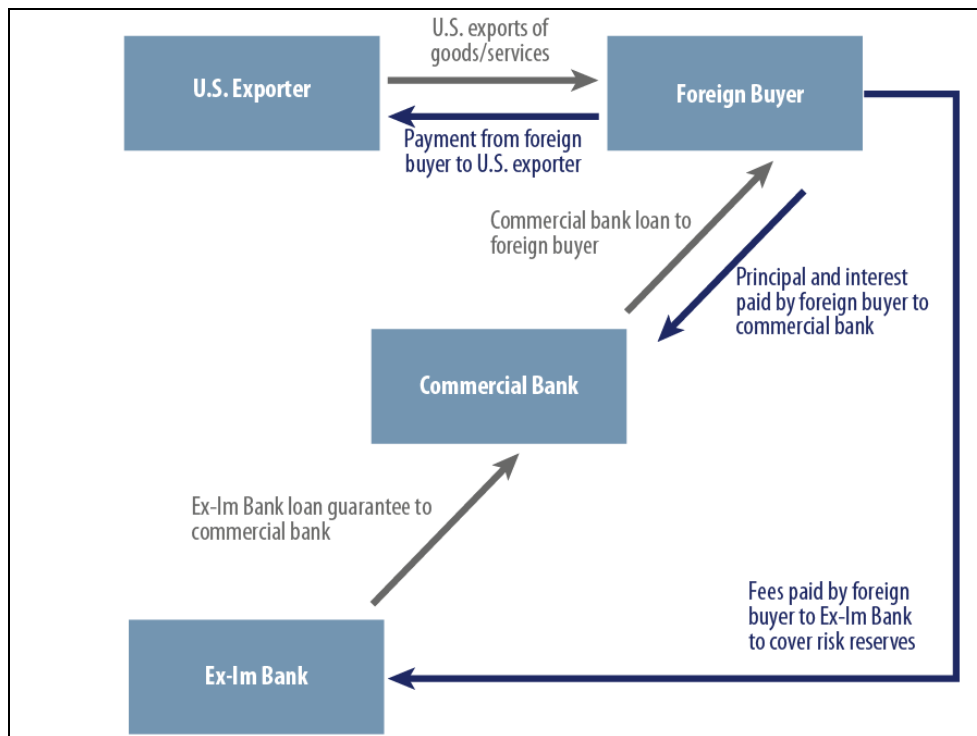 U.S. exports of
goods/services
U.S. Exporter
Foreign Buyer
Payment from foreign
buyer to U.S. exporter
Commercial bank loan to
foreign buyer
Principal and interest
paid by foreign buyer to
commercial bank
Commercial Bank
Ex-Im Bank loan guarantee to
commercial bank
Fees paid by foreign
buyer to Ex-Im Bank
to cover risk reserves
Ex-Im Bank